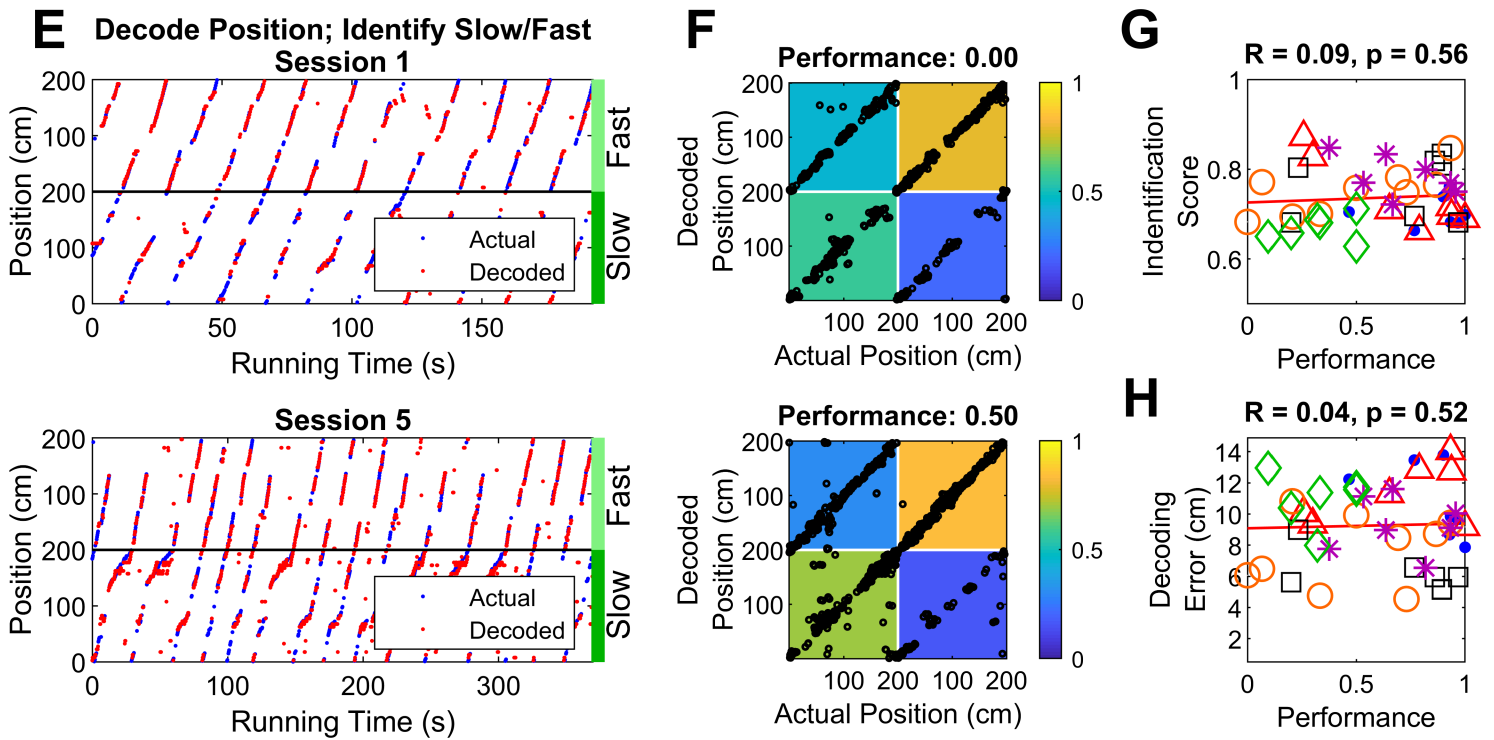 E
Decode Position; Identify Slow/Fast
Session 1
Position (cm)
200
100
200
100
0
Fast
Slow
Actual
Decoded
0
50
100
150
Running Time (s)
Session 5
Position (cm)
200
100
200
100
0
Fast
Slow
Actual
Decoded
0
100
200
300
Running Time (s)
F
Performance: 0.00
Decoded
Position (cm)
200
100
200
100
100
200
100
200
Actual Position (cm)
1
0.5
0
Performance: 0.50
Decoded
Position (cm)
200
100
200
100
100
200
100
200
Actual Position (cm)
1
0.5
0
G
R = 0.09, p = 0.56
Indentification
Score
1
0.8
0.6
0
0.5
1
Performance
H
R = 0.04, p = 0.52
Decoding
Error (cm)
14
12
10
8
6
4
2
0
0.5
1
Performance